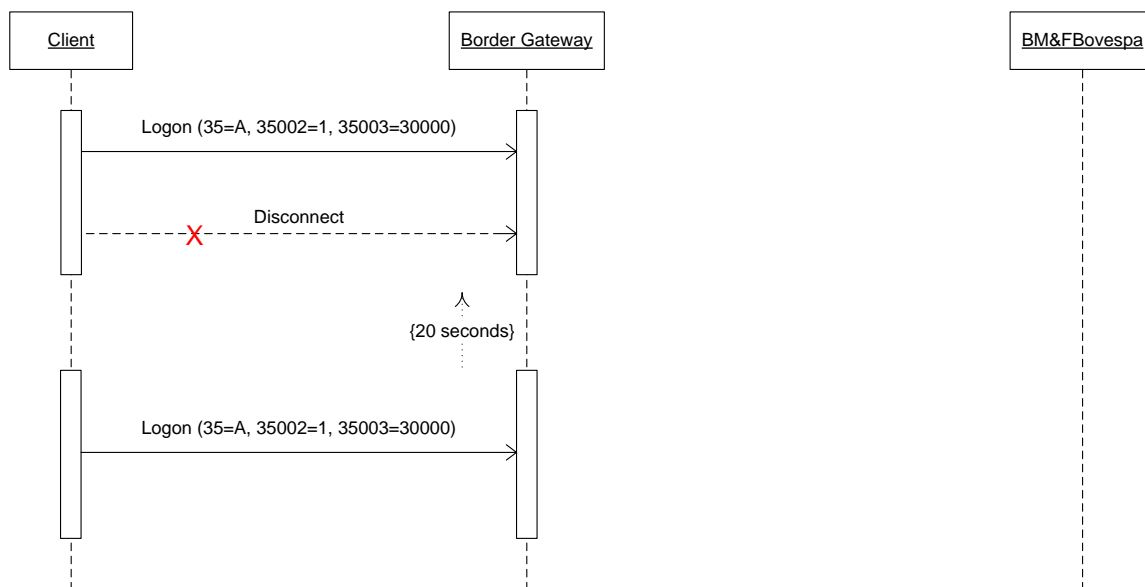 Client
Border Gateway
BM&FBovespa
Logon (35=A, 35002=1, 35003=30000)
Disconnect
X
{20 seconds}
Logon (35=A, 35002=1, 35003=30000)